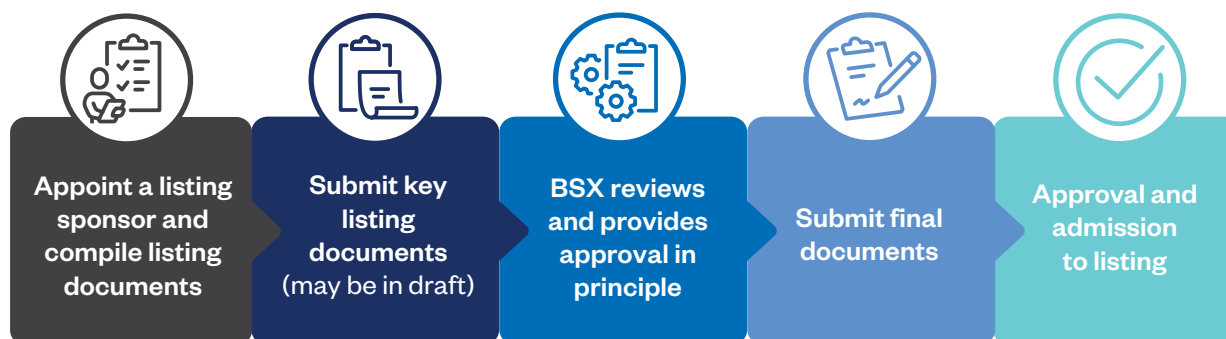 Appoint a listing
sponsor and
compile listing
documents
Submit key
listing
documents
(may be in draft)
BSX reviews
and provides
approval in
principle
Submit final
documents
Approval and
admission
to listing